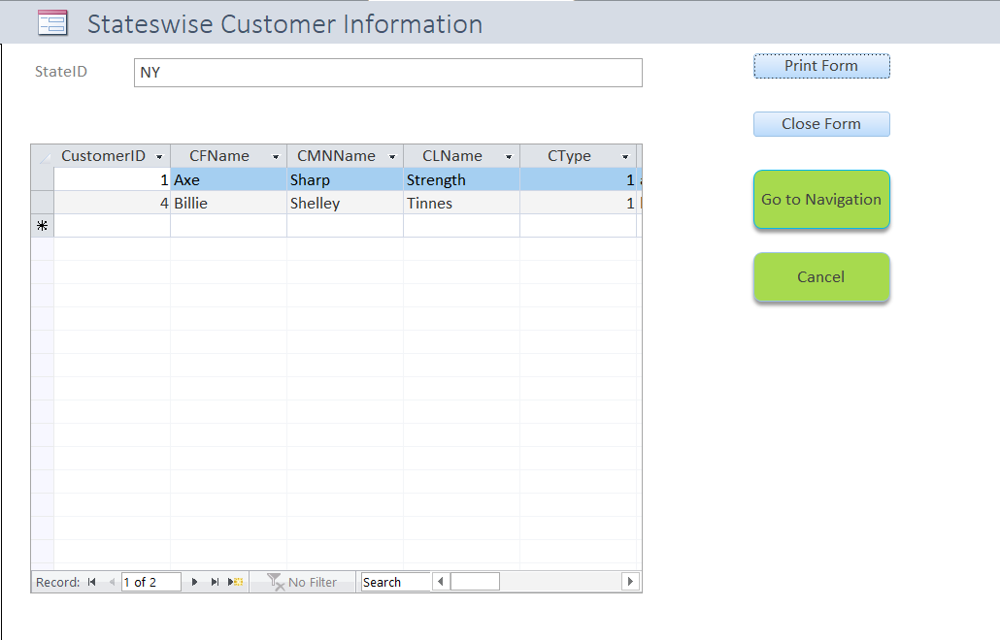 Stateswise Customer Information
StateID NY
Print Form
Close Form
CustomerID CFName CMNName CLName CType
1 Axe Sharp Strength 1
4 Billie Shelley Tinnes 1
Go to Navigation
Cancel
Record: 1 of 2 No Filter Search